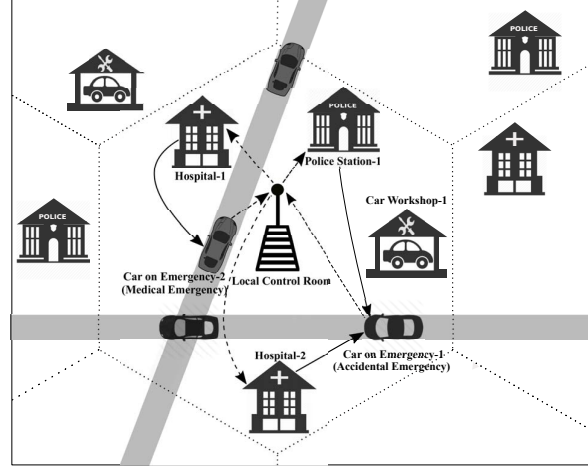 POLICE
POLICE
Hospital-1
Police Station-1
Car Workshop-1
POLICE
Car on Emergency-2
(Medical Emergency)
Local Control Room
Hospital-2
Car on Emergency-1
(Accidental Emergency)